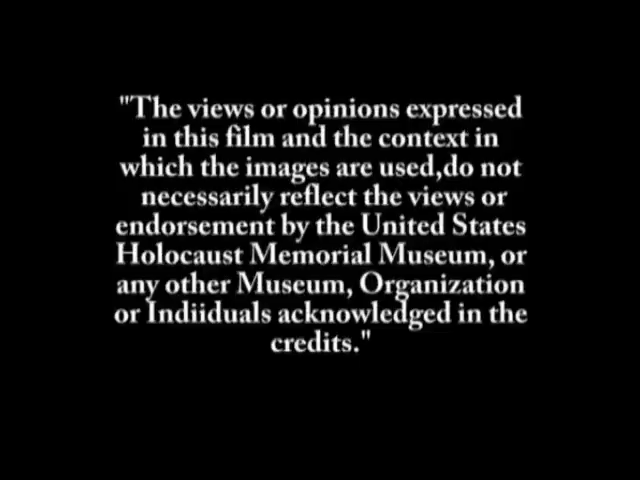 "The views or opinions expressed
in this film and the context in
which the images are used,do not
necessarily reflect the views or
endorsement by the United States
Holocaust Memorial Museum, or
any other Museum, Organization
or Indiiduals acknowledged in the
credits."